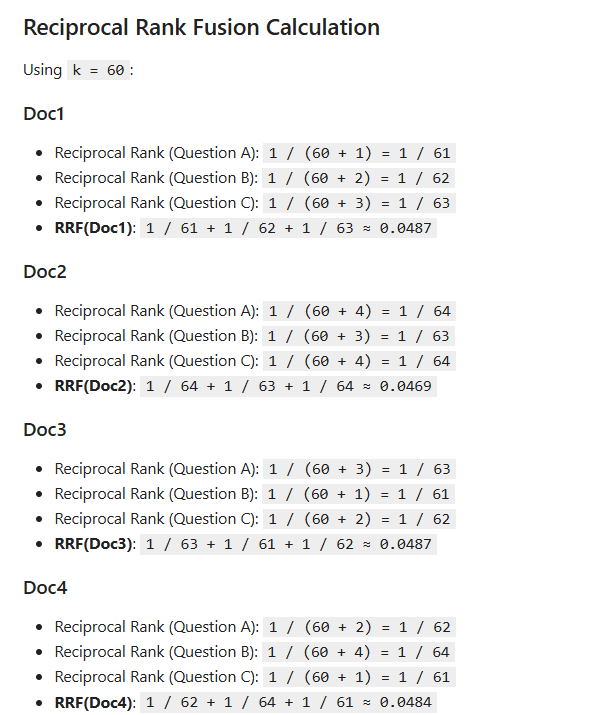 Reciprocal Rank Fusion Calculation
Using k = 60:
Doc1
• Reciprocal Rank (Question A): 1 / (60 + 1) = 1 / 61
• Reciprocal Rank (Question B): 1 / (60 + 2) = 1 / 62
• Reciprocal Rank (Question C): 1 / (60 + 3) = 1 / 63
• RRF(Doc1): 1 / 61 + 1 / 62 + 1 / 63 ≈ 0.0487
Doc2
• Reciprocal Rank (Question A): 1 / (60 + 4) = 1 / 64
• Reciprocal Rank (Question B): 1 / (60 + 3) = 1 / 63
• Reciprocal Rank (Question C): 1 / (60 + 4) = 1 / 64
• RRF(Doc2): 1 / 64 + 1 / 63 + 1 / 64 ≈ 0.0469
Doc3
• Reciprocal Rank (Question A): 1 / (60 + 3) = 1 / 63
• Reciprocal Rank (Question B): 1 / (60 + 1) = 1 / 61
• Reciprocal Rank (Question C): 1 / (60 + 2) = 1 / 62
• RRF(Doc3): 1 / 63 + 1 / 61 + 1 / 62 ≈ 0.0487
Doc4
• Reciprocal Rank (Question A): 1 / (60 + 2) = 1 / 62
• Reciprocal Rank (Question B): 1 / (60 + 4) = 1 / 64
• Reciprocal Rank (Question C): 1 / (60 + 1) = 1 / 61
• RRF(Doc4): 1 / 62 + 1 / 64 + 1 / 61 ≈ 0.0484